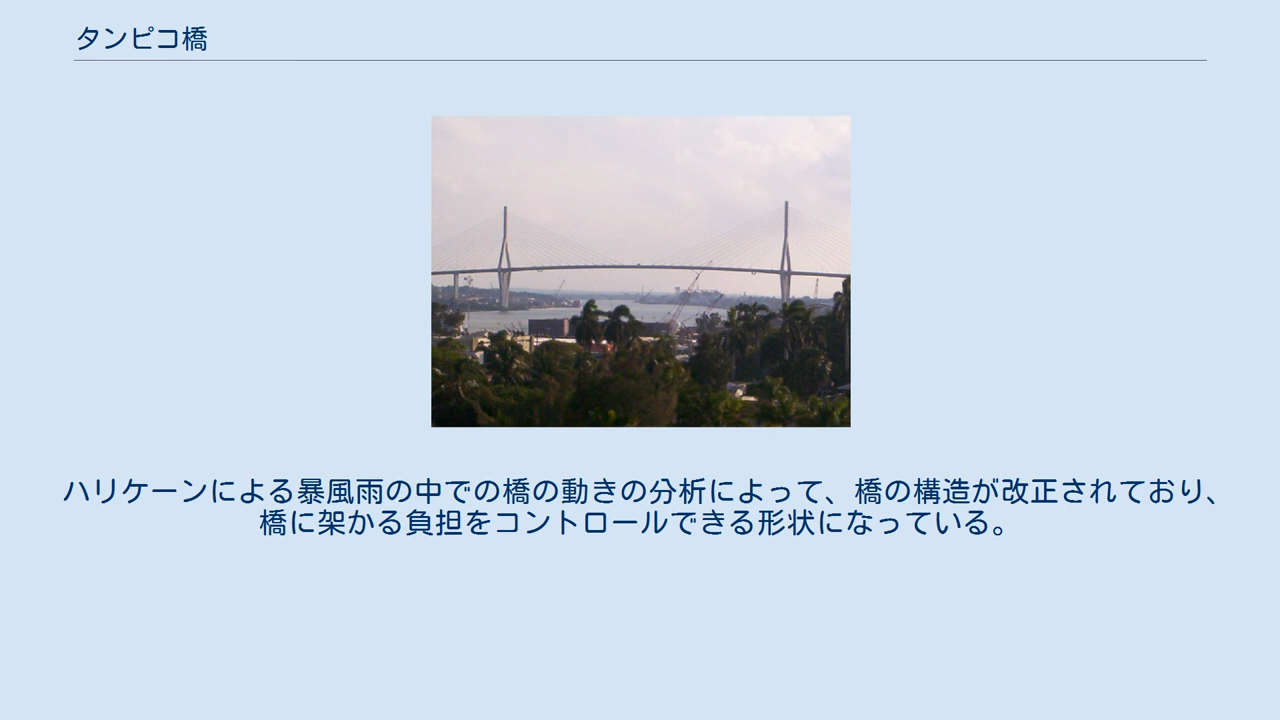 タンピコ橋
ハリケーンによる暴風雨の中での橋の動きの分析によって、橋の構造が改正されており、
橋に架かる負担をコントロールできる形状になっている。